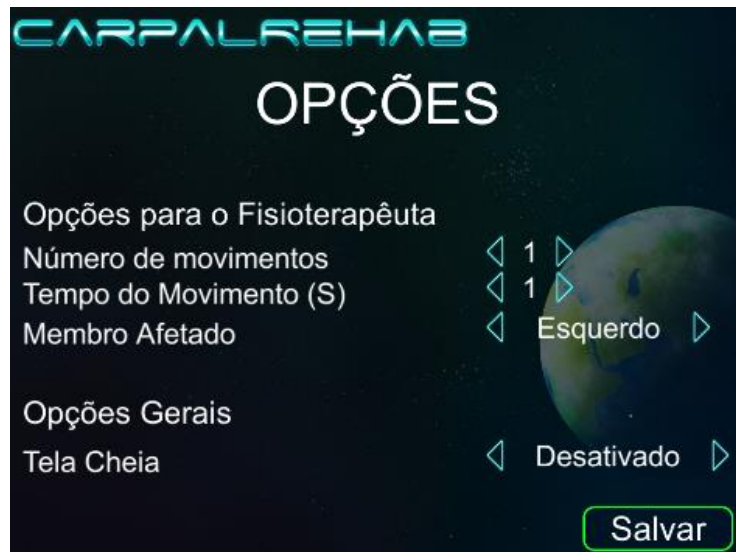 CARPALREHAB
OPÇÕES
Opções para o Fisioterapêuta
Número de movimentos 1
Tempo do Movimento (S) 1
Membro Afetado Esquerdo
Opções Gerais
Tela Cheia Desativado
Salvar